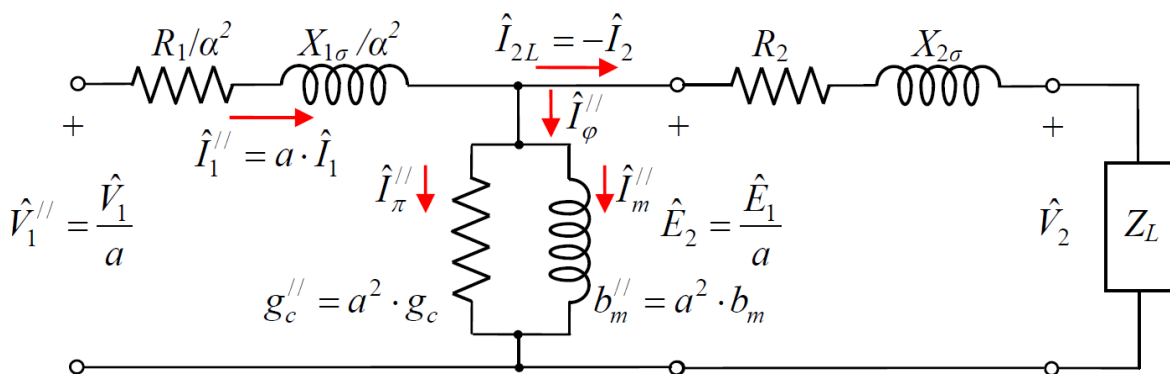 R₁/α²
X₁σ/α²
Î₂L = −Î₂
R₂
X₂σ
+
Î₁// = a · Î₁
Îφ//
+
+
V̂₁// = V̂₁/a
Îπ//
Îm//
Ê₂ = Ê₁/a
V̂₂
Z_L
gc// = a² · gc
bm// = a² · bm